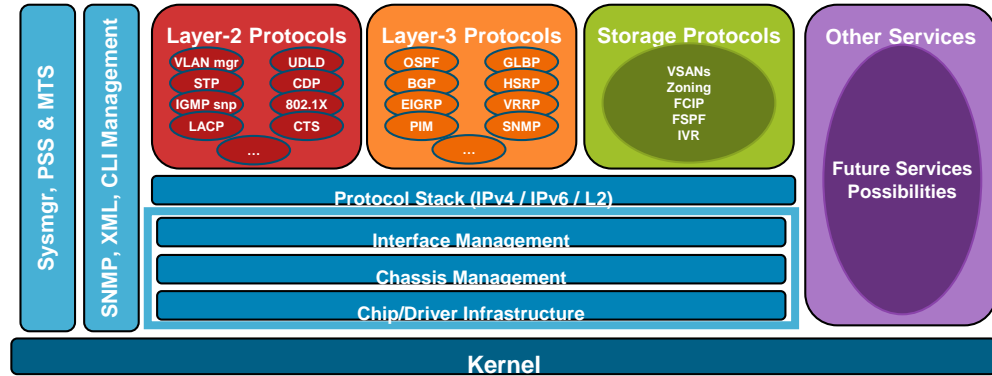 Sysmgr, PSS & MTS
SNMP, XML, CLI Management
Layer-2 Protocols
VLAN mgr
UDLD
STP
CDP
IGMP snp
802.1X
LACP
CTS
...
Layer-3 Protocols
OSPF
GLBP
BGP
HSRP
EIGRP
VRRP
PIM
SNMP
...
Storage Protocols
VSANs
Zoning
FCIP
FSPF
IVR
Other Services
Future Services
Possibilities
Protocol Stack (IPv4 / IPv6 / L2)
Interface Management
Chassis Management
Chip/Driver Infrastructure
Kernel